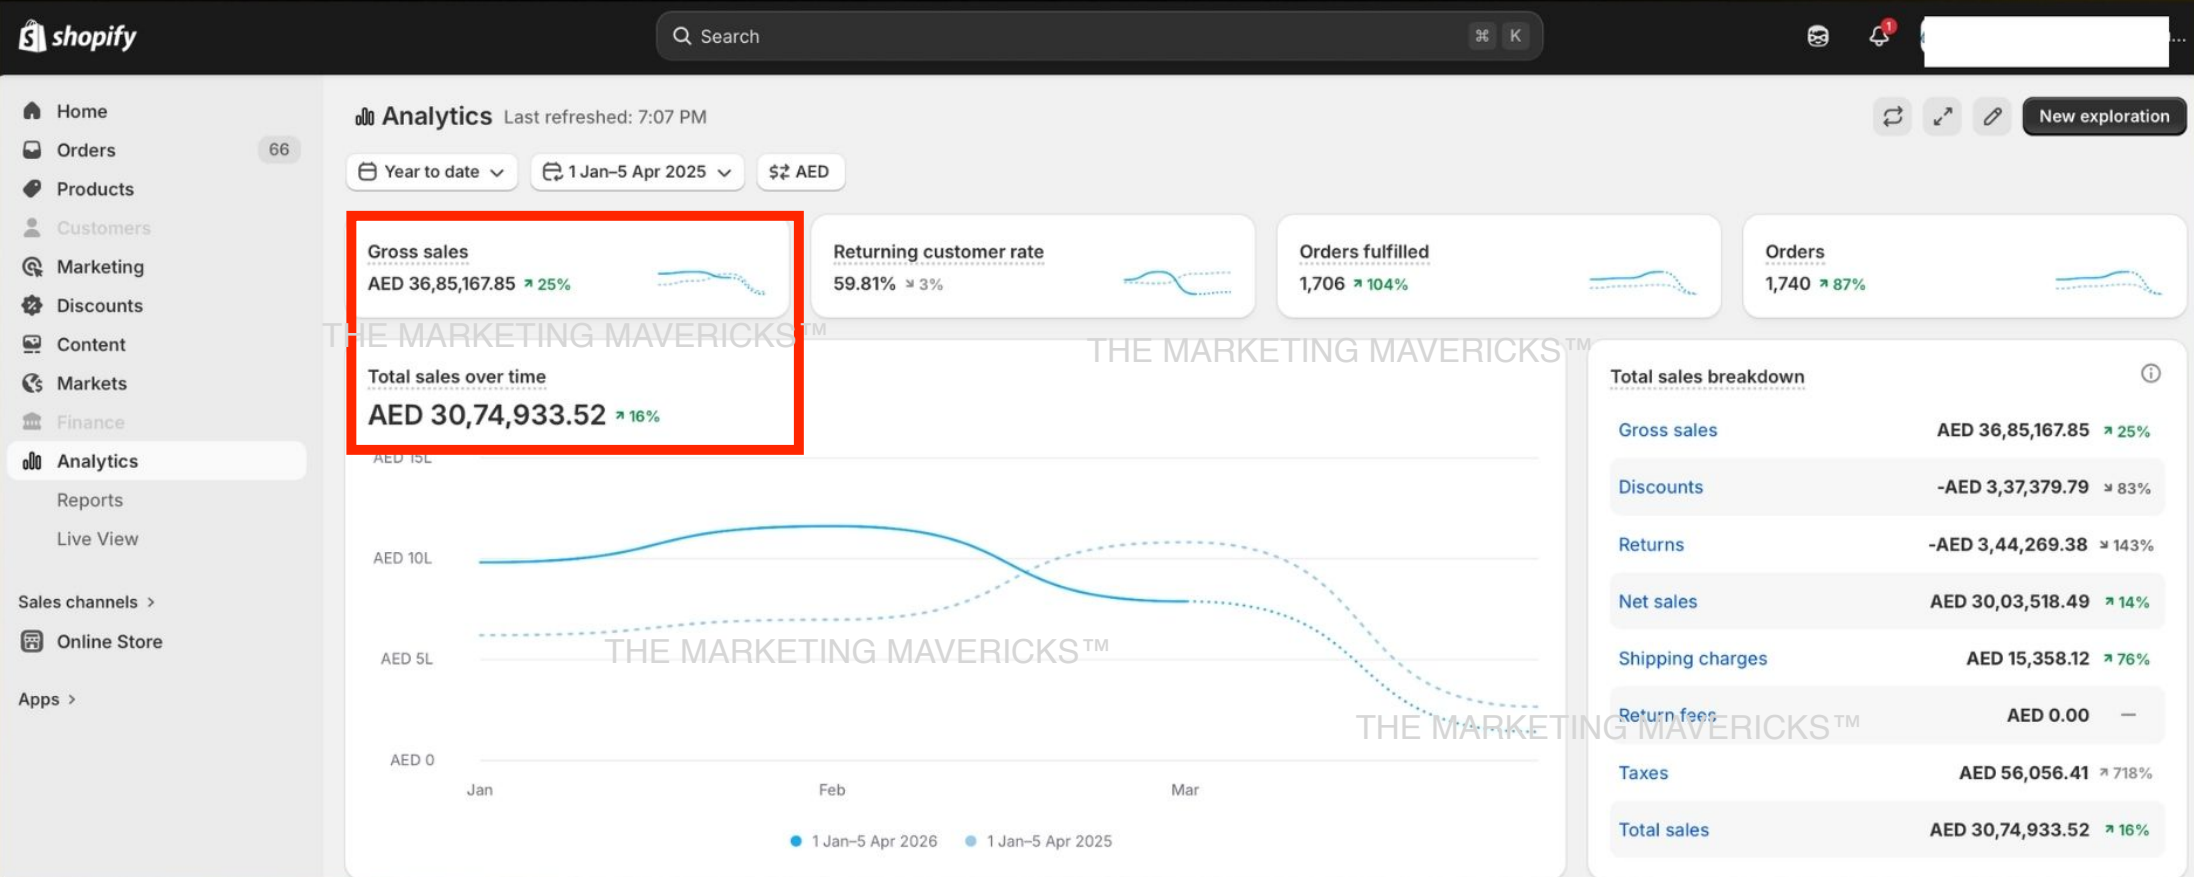 shopify
Search
⌘ K
1
Home
Orders 66
Products
Customers
Marketing
Discounts
Content
Markets
Finance
Analytics
Reports
Live View
Sales channels >
Online Store
Apps >
Analytics Last refreshed: 7:07 PM
New exploration
Year to date
1 Jan–5 Apr 2025
AED
Gross sales
AED 36,85,167.85 25%
Returning customer rate
59.81% 3%
Orders fulfilled
1,706 104%
Orders
1,740 87%
THE MARKETING MAVERICKS™
THE MARKETING MAVERICKS™
Total sales over time
AED 30,74,933.52 16%
AED 15L
AED 10L
AED 5L
AED 0
THE MARKETING MAVERICKS™
Jan Feb Mar
1 Jan–5 Apr 2026 1 Jan–5 Apr 2025
Total sales breakdown
Gross sales AED 36,85,167.85 25%
Discounts -AED 3,37,379.79 83%
Returns -AED 3,44,269.38 143%
Net sales AED 30,03,518.49 14%
Shipping charges AED 15,358.12 76%
Return fees AED 0.00 —
THE MARKETING MAVERICKS™
Taxes AED 56,056.41 718%
Total sales AED 30,74,933.52 16%